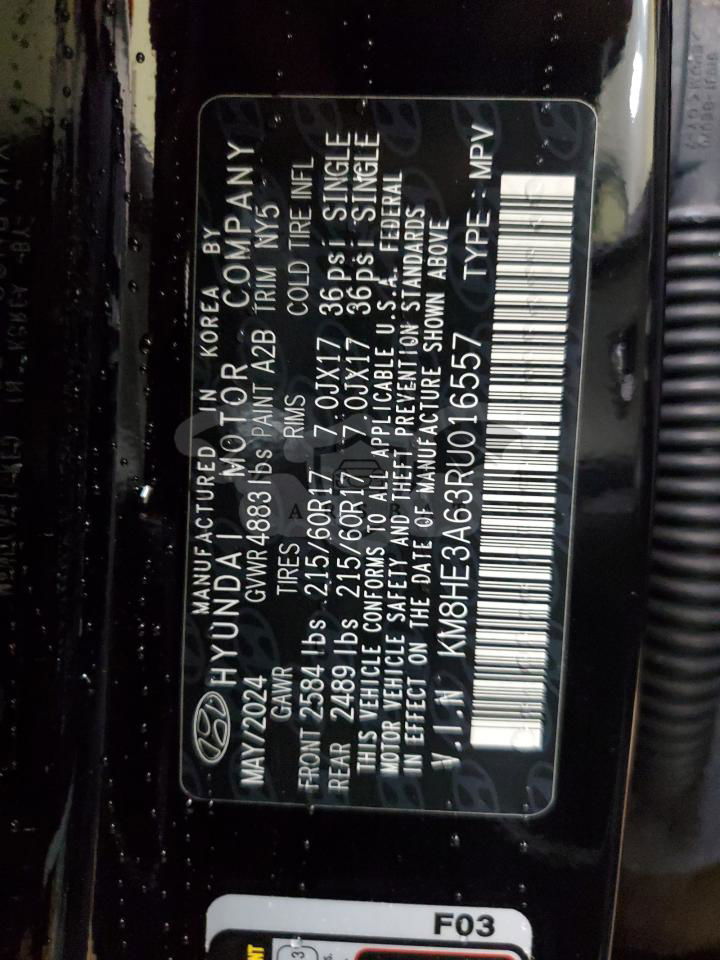 MANUFACTURED IN KOREA BY
HYUNDAI MOTOR COMPANY
MAY/2024 GVWR 4883 lbs PAINT A2B TRIM NY5
GAWR TIRES RIMS COLD TIRE INFL
FRONT 2584 lbs 215/60R17 7.0JX17 36psi SINGLE
REAR 2489 lbs 215/60R17 7.0JX17 36psi SINGLE
THIS VEHICLE CONFORMS TO ALL APPLICABLE U.S.A. FEDERAL
MOTOR VEHICLE SAFETY AND THEFT PREVENTION STANDARDS
IN EFFECT ON THE DATE OF MANUFACTURE SHOWN ABOVE
V.I.N KM8HE3A63RU016557 TYPE : MPV
F03